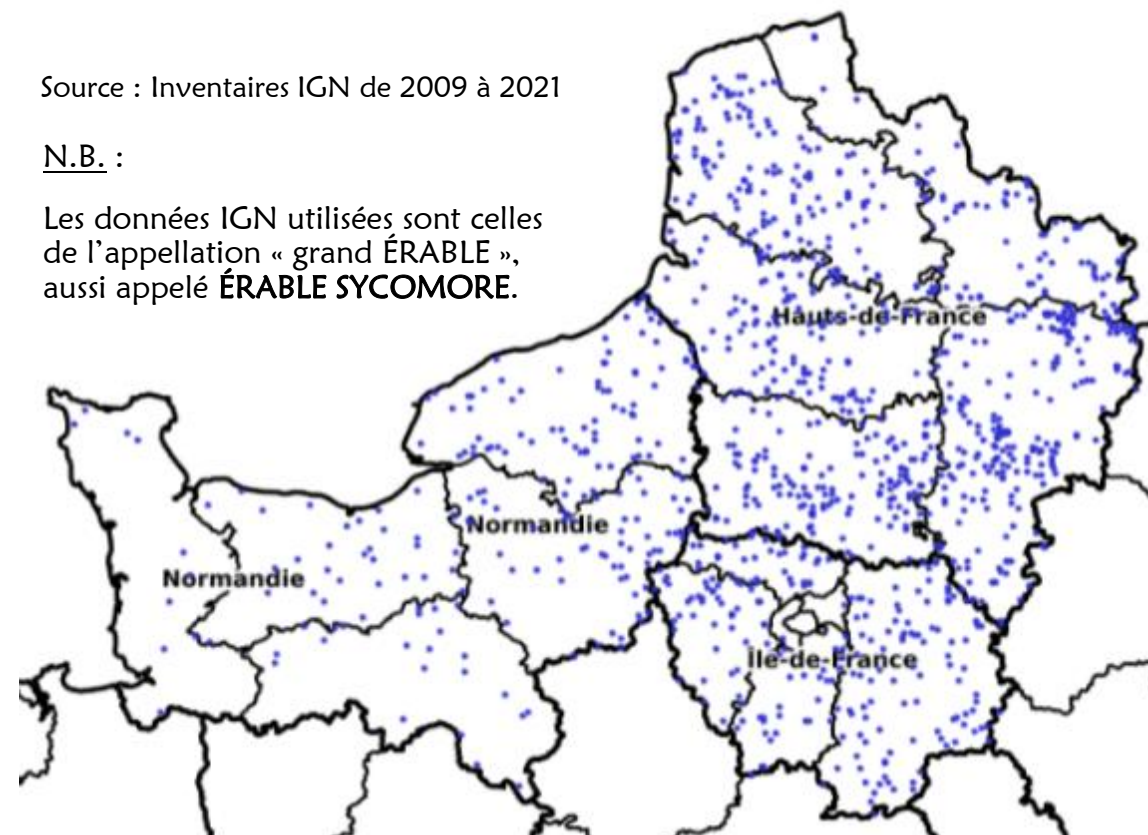 Source : Inventaires IGN de 2009 à 2021
N.B. :
Les données IGN utilisées sont celles
de l'appellation « grand ÉRABLE »,
aussi appelé ÉRABLE SYCOMORE.
Hauts-de-France
Normandie
Normandie
Île-de-France